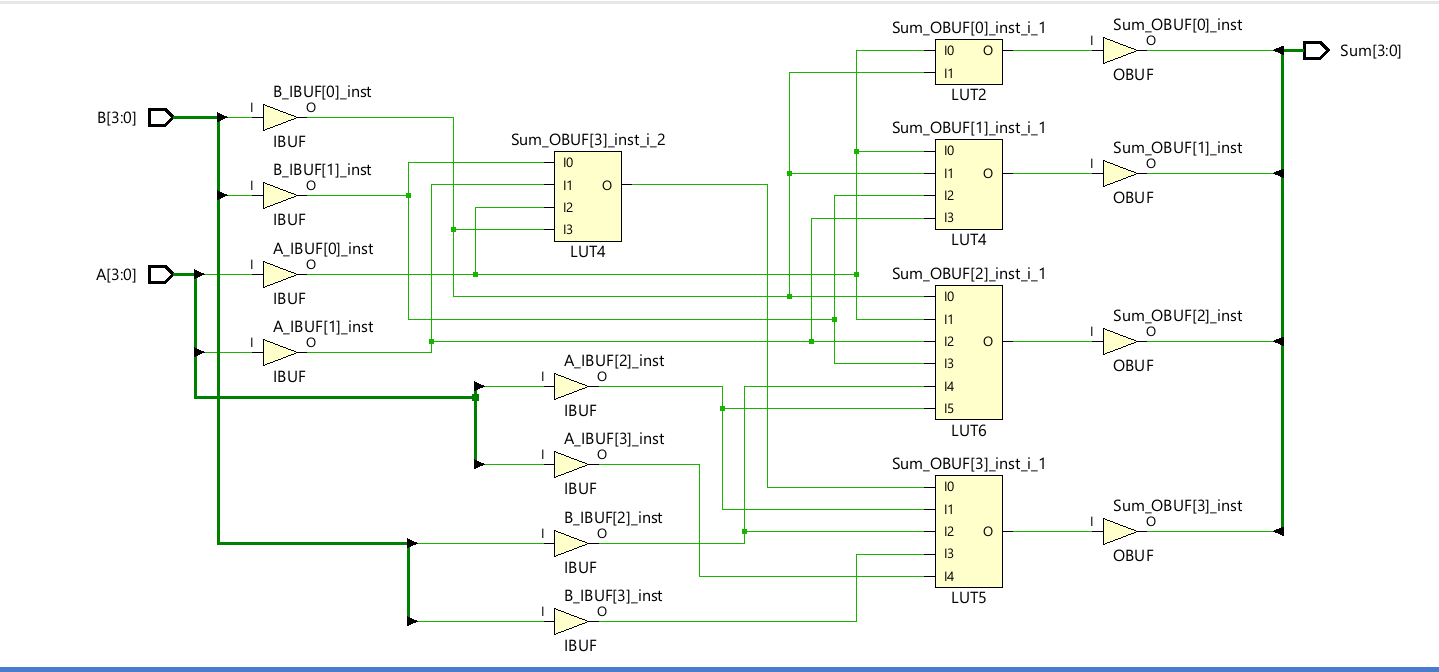 Sum_OBUF[0]_inst_i_1
I0
I1
O
LUT2
Sum_OBUF[0]_inst
I
O
OBUF
Sum[3:0]
B[3:0]
B_IBUF[0]_inst
I
O
IBUF
Sum_OBUF[3]_inst_i_2
I0
I1
I2
I3
O
LUT4
Sum_OBUF[1]_inst_i_1
I0
I1
I2
I3
O
LUT4
Sum_OBUF[1]_inst
I
O
OBUF
B_IBUF[1]_inst
I
O
IBUF
A[3:0]
A_IBUF[0]_inst
I
O
IBUF
Sum_OBUF[2]_inst_i_1
I0
I1
I2
I3
I4
I5
O
LUT6
Sum_OBUF[2]_inst
I
O
OBUF
A_IBUF[1]_inst
I
O
IBUF
A_IBUF[2]_inst
I
O
IBUF
A_IBUF[3]_inst
I
O
IBUF
Sum_OBUF[3]_inst_i_1
I0
I1
I2
I3
I4
O
LUT5
Sum_OBUF[3]_inst
I
O
OBUF
B_IBUF[2]_inst
I
O
IBUF
B_IBUF[3]_inst
I
O
IBUF